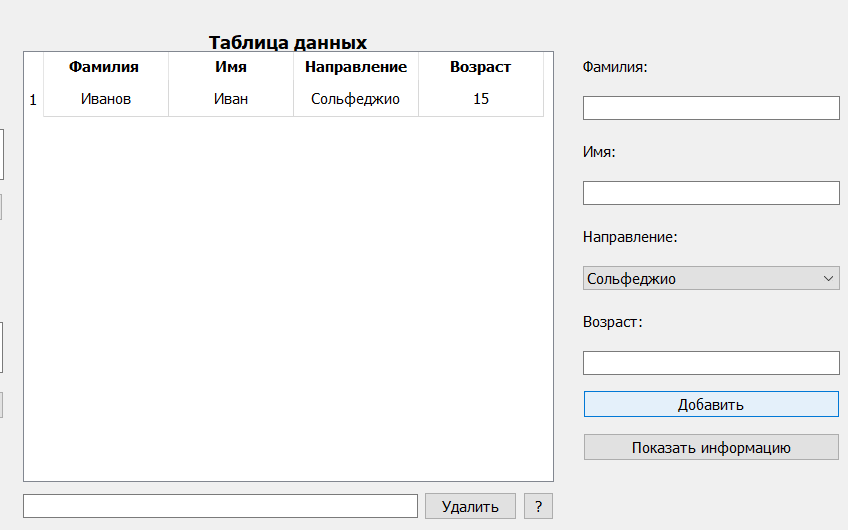 Таблица данных
Фамилия Имя Направление Возраст
1 Иванов Иван Сольфеджио 15
Удалить ?
Фамилия:
Имя:
Направление:
Сольфеджио
Возраст:
Добавить
Показать информацию